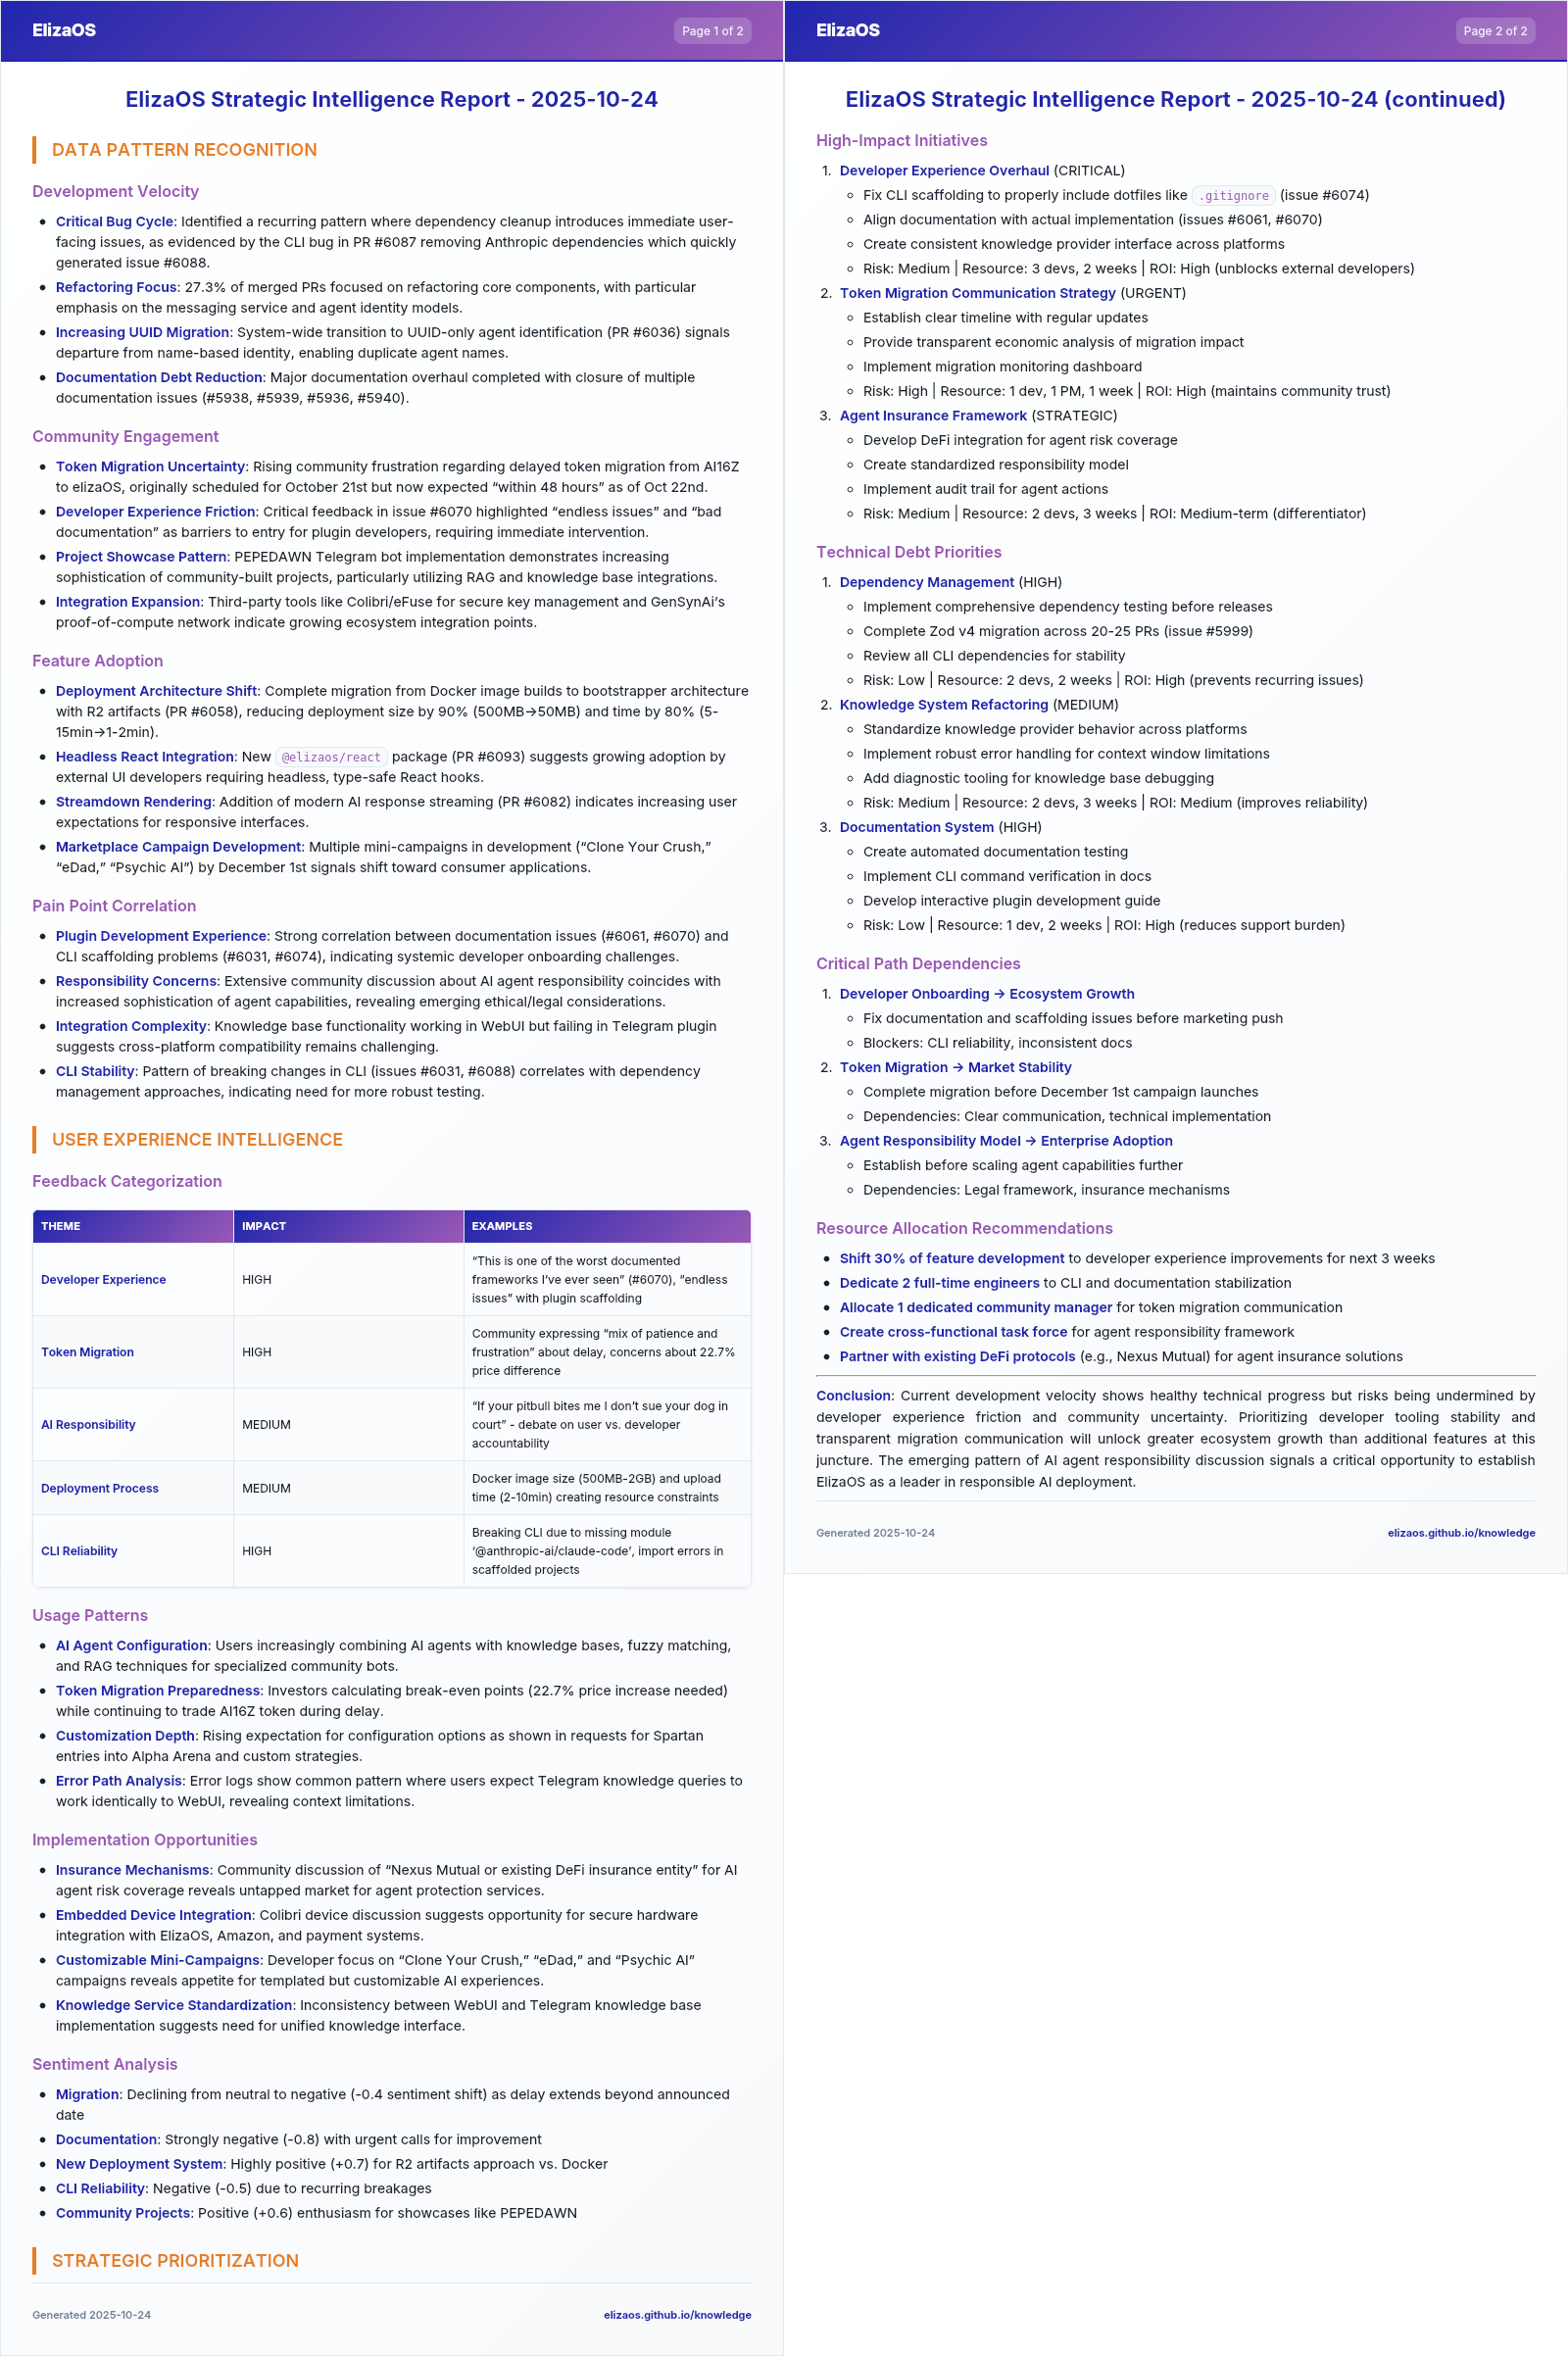 ElizaOS
Page 1 of 2
ElizaOS Strategic Intelligence Report - 2025-10-24
DATA PATTERN RECOGNITION
Development Velocity
• Critical Bug Cycle: Identified a recurring pattern where dependency cleanup introduces immediate user-
facing issues, as evidenced by the CLI bug in PR #6087 removing Anthropic dependencies which quickly
generated issue #6088.
• Refactoring Focus: 27.3% of merged PRs focused on refactoring core components, with particular
emphasis on the messaging service and agent identity models.
• Increasing UUID Migration: System-wide transition to UUID-only agent identification (PR #6036) signals
departure from name-based identity, enabling duplicate agent names.
• Documentation Debt Reduction: Major documentation overhaul completed with closure of multiple
documentation issues (#5938, #5939, #5936, #5940).
Community Engagement
• Token Migration Uncertainty: Rising community frustration regarding delayed token migration from AI16Z
to elizaOS, originally scheduled for October 21st but now expected “within 48 hours” as of Oct 22nd.
• Developer Experience Friction: Critical feedback in issue #6070 highlighted “endless issues” and “bad
documentation” as barriers to entry for plugin developers, requiring immediate intervention.
• Project Showcase Pattern: PEPEDAWN Telegram bot implementation demonstrates increasing
sophistication of community-built projects, particularly utilizing RAG and knowledge base integrations.
• Integration Expansion: Third-party tools like Colibri/eFuse for secure key management and GenSynAi’s
proof-of-compute network indicate growing ecosystem integration points.
Feature Adoption
• Deployment Architecture Shift: Complete migration from Docker image builds to bootstrapper architecture
with R2 artifacts (PR #6058), reducing deployment size by 90% (500MB→50MB) and time by 80% (5-
15min→1-2min).
• Headless React Integration: New @elizaos/react package (PR #6093) suggests growing adoption by
external UI developers requiring headless, type-safe React hooks.
• Streamdown Rendering: Addition of modern AI response streaming (PR #6082) indicates increasing user
expectations for responsive interfaces.
• Marketplace Campaign Development: Multiple mini-campaigns in development (“Clone Your Crush,”
“eDad,” “Psychic AI”) by December 1st signals shift toward consumer applications.
Pain Point Correlation
• Plugin Development Experience: Strong correlation between documentation issues (#6061, #6070) and
CLI scaffolding problems (#6031, #6074), indicating systemic developer onboarding challenges.
• Responsibility Concerns: Extensive community discussion about AI agent responsibility coincides with
increased sophistication of agent capabilities, revealing emerging ethical/legal considerations.
• Integration Complexity: Knowledge base functionality working in WebUI but failing in Telegram plugin
suggests cross-platform compatibility remains challenging.
• CLI Stability: Pattern of breaking changes in CLI (issues #6031, #6088) correlates with dependency
management approaches, indicating need for more robust testing.
USER EXPERIENCE INTELLIGENCE
Feedback Categorization
THEME IMPACT EXAMPLES
Developer Experience HIGH “This is one of the worst documented
frameworks I’ve ever seen” (#6070), “endless
issues” with plugin scaffolding
Token Migration HIGH Community expressing “mix of patience and
frustration” about delay, concerns about 22.7%
price difference
AI Responsibility MEDIUM “If your pitbull bites me I don’t sue your dog in
court” - debate on user vs. developer
accountability
Deployment Process MEDIUM Docker image size (500MB-2GB) and upload
time (2-10min) creating resource constraints
CLI Reliability HIGH Breaking CLI due to missing module
‘@anthropic-ai/claude-code’, import errors in
scaffolded projects
Usage Patterns
• AI Agent Configuration: Users increasingly combining AI agents with knowledge bases, fuzzy matching,
and RAG techniques for specialized community bots.
• Token Migration Preparedness: Investors calculating break-even points (22.7% price increase needed)
while continuing to trade AI16Z token during delay.
• Customization Depth: Rising expectation for configuration options as shown in requests for Spartan
entries into Alpha Arena and custom strategies.
• Error Path Analysis: Error logs show common pattern where users expect Telegram knowledge queries to
work identically to WebUI, revealing context limitations.
Implementation Opportunities
• Insurance Mechanisms: Community discussion of “Nexus Mutual or existing DeFi insurance entity” for AI
agent risk coverage reveals untapped market for agent protection services.
• Embedded Device Integration: Colibri device discussion suggests opportunity for secure hardware
integration with ElizaOS, Amazon, and payment systems.
• Customizable Mini-Campaigns: Developer focus on “Clone Your Crush,” “eDad,” and “Psychic AI”
campaigns reveals appetite for templated but customizable AI experiences.
• Knowledge Service Standardization: Inconsistency between WebUI and Telegram knowledge base
implementation suggests need for unified knowledge interface.
Sentiment Analysis
• Migration: Declining from neutral to negative (-0.4 sentiment shift) as delay extends beyond announced
date
• Documentation: Strongly negative (-0.8) with urgent calls for improvement
• New Deployment System: Highly positive (+0.7) for R2 artifacts approach vs. Docker
• CLI Reliability: Negative (-0.5) due to recurring breakages
• Community Projects: Positive (+0.6) enthusiasm for showcases like PEPEDAWN
STRATEGIC PRIORITIZATION
Generated 2025-10-24
elizaos.github.io/knowledge
ElizaOS
Page 2 of 2
ElizaOS Strategic Intelligence Report - 2025-10-24 (continued)
High-Impact Initiatives
1. Developer Experience Overhaul (CRITICAL)
◦ Fix CLI scaffolding to properly include dotfiles like .gitignore (issue #6074)
◦ Align documentation with actual implementation (issues #6061, #6070)
◦ Create consistent knowledge provider interface across platforms
◦ Risk: Medium | Resource: 3 devs, 2 weeks | ROI: High (unblocks external developers)
2. Token Migration Communication Strategy (URGENT)
◦ Establish clear timeline with regular updates
◦ Provide transparent economic analysis of migration impact
◦ Implement migration monitoring dashboard
◦ Risk: High | Resource: 1 dev, 1 PM, 1 week | ROI: High (maintains community trust)
3. Agent Insurance Framework (STRATEGIC)
◦ Develop DeFi integration for agent risk coverage
◦ Create standardized responsibility model
◦ Implement audit trail for agent actions
◦ Risk: Medium | Resource: 2 devs, 3 weeks | ROI: Medium-term (differentiator)
Technical Debt Priorities
1. Dependency Management (HIGH)
◦ Implement comprehensive dependency testing before releases
◦ Complete Zod v4 migration across 20-25 PRs (issue #5999)
◦ Review all CLI dependencies for stability
◦ Risk: Low | Resource: 2 devs, 2 weeks | ROI: High (prevents recurring issues)
2. Knowledge System Refactoring (MEDIUM)
◦ Standardize knowledge provider behavior across platforms
◦ Implement robust error handling for context window limitations
◦ Add diagnostic tooling for knowledge base debugging
◦ Risk: Medium | Resource: 2 devs, 3 weeks | ROI: Medium (improves reliability)
3. Documentation System (HIGH)
◦ Create automated documentation testing
◦ Implement CLI command verification in docs
◦ Develop interactive plugin development guide
◦ Risk: Low | Resource: 1 dev, 2 weeks | ROI: High (reduces support burden)
Critical Path Dependencies
1. Developer Onboarding → Ecosystem Growth
◦ Fix documentation and scaffolding issues before marketing push
◦ Blockers: CLI reliability, inconsistent docs
2. Token Migration → Market Stability
◦ Complete migration before December 1st campaign launches
◦ Dependencies: Clear communication, technical implementation
3. Agent Responsibility Model → Enterprise Adoption
◦ Establish before scaling agent capabilities further
◦ Dependencies: Legal framework, insurance mechanisms
Resource Allocation Recommendations
• Shift 30% of feature development to developer experience improvements for next 3 weeks
• Dedicate 2 full-time engineers to CLI and documentation stabilization
• Allocate 1 dedicated community manager for token migration communication
• Create cross-functional task force for agent responsibility framework
• Partner with existing DeFi protocols (e.g., Nexus Mutual) for agent insurance solutions
Conclusion: Current development velocity shows healthy technical progress but risks being undermined by
developer experience friction and community uncertainty. Prioritizing developer tooling stability and
transparent migration communication will unlock greater ecosystem growth than additional features at this
juncture. The emerging pattern of AI agent responsibility discussion signals a critical opportunity to establish
ElizaOS as a leader in responsible AI deployment.
Generated 2025-10-24
elizaos.github.io/knowledge